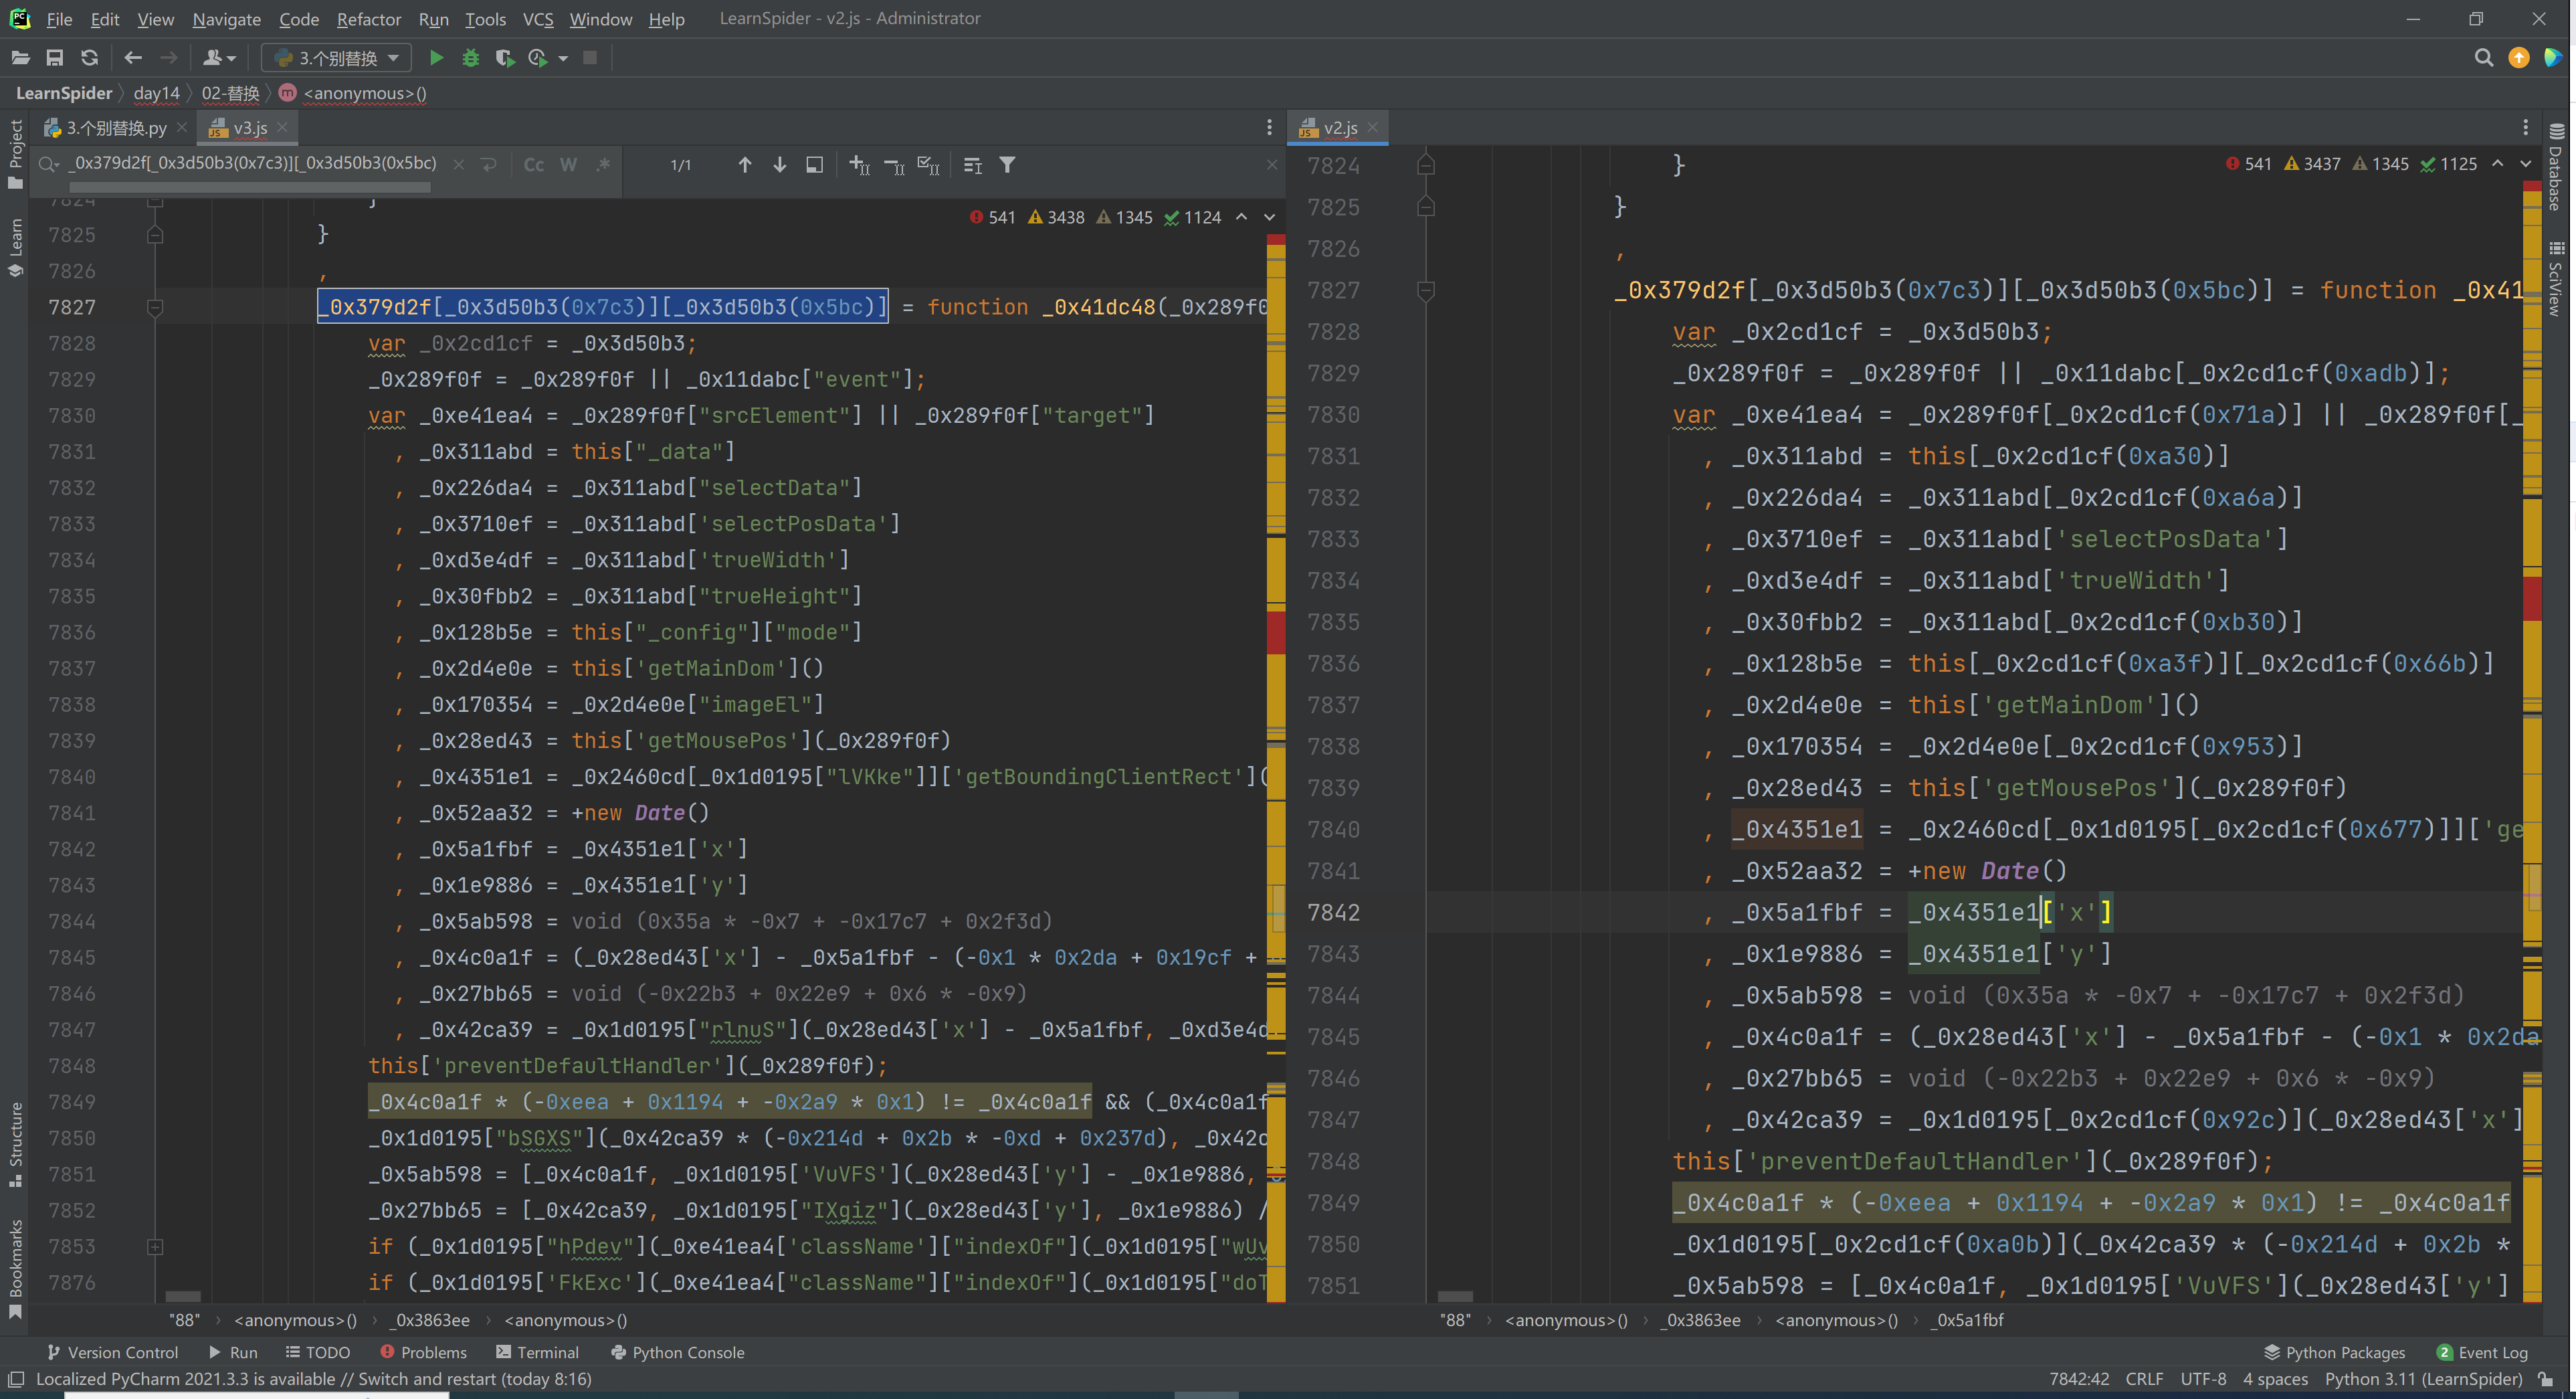 File Edit View Navigate Code Refactor Run Tools VCS Window Help LearnSpider - v2.js - Administrator
3.个别替换
LearnSpider day14 02-替换 m <anonymous>()
3.个别替换.py v3.js
_0x379d2f[_0x3d50b3(0x7c3)][_0x3d50b3(0x5bc) Cc W .* 1/1
541 3438 1345 1124
7825 }
7826 ,
7827 _0x379d2f[_0x3d50b3(0x7c3)][_0x3d50b3(0x5bc)] = function _0x41dc48(_0x289f0
7828 var _0x2cd1cf = _0x3d50b3;
7829 _0x289f0f = _0x289f0f || _0x11dabc["event"];
7830 var _0xe41ea4 = _0x289f0f["srcElement"] || _0x289f0f["target"]
7831 , _0x311abd = this["_data"]
7832 , _0x226da4 = _0x311abd["selectData"]
7833 , _0x3710ef = _0x311abd['selectPosData']
7834 , _0xd3e4df = _0x311abd['trueWidth']
7835 , _0x30fbb2 = _0x311abd["trueHeight"]
7836 , _0x128b5e = this["_config"]["mode"]
7837 , _0x2d4e0e = this['getMainDom']()
7838 , _0x170354 = _0x2d4e0e["imageEl"]
7839 , _0x28ed43 = this['getMousePos'](_0x289f0f)
7840 , _0x4351e1 = _0x2460cd[_0x1d0195["lVKke"]]['getBoundingClientRect'](
7841 , _0x52aa32 = +new Date()
7842 , _0x5a1fbf = _0x4351e1['x']
7843 , _0x1e9886 = _0x4351e1['y']
7844 , _0x5ab598 = void (0x35a * -0x7 + -0x17c7 + 0x2f3d)
7845 , _0x4c0a1f = (_0x28ed43['x'] - _0x5a1fbf - (-0x1 * 0x2da + 0x19cf +
7846 , _0x27bb65 = void (-0x22b3 + 0x22e9 + 0x6 * -0x9)
7847 , _0x42ca39 = _0x1d0195["rlnuS"](_0x28ed43['x'] - _0x5a1fbf, _0xd3e4d
7848 this['preventDefaultHandler'](_0x289f0f);
7849 _0x4c0a1f * (-0xeea + 0x1194 + -0x2a9 * 0x1) != _0x4c0a1f && (_0x4c0a1f
7850 _0x1d0195["bSGXS"](_0x42ca39 * (-0x214d + 0x2b * -0xd + 0x237d), _0x42c
7851 _0x5ab598 = [_0x4c0a1f, _0x1d0195['VuVFS'](_0x28ed43['y'] - _0x1e9886,
7852 _0x27bb65 = [_0x42ca39, _0x1d0195["IXgiz"](_0x28ed43['y'], _0x1e9886) /
7853 if (_0x1d0195["hPdev"](_0xe41ea4['className']["indexOf"](_0x1d0195["wUv
7876 if (_0x1d0195['FkExc'](_0xe41ea4["className"]["indexOf"](_0x1d0195["doT
"88" <anonymous>() _0x3863ee <anonymous>()
v2.js
541 3437 1345 1125
7824 }
7825 }
7826 ,
7827 _0x379d2f[_0x3d50b3(0x7c3)][_0x3d50b3(0x5bc)] = function _0x41
7828 var _0x2cd1cf = _0x3d50b3;
7829 _0x289f0f = _0x289f0f || _0x11dabc[_0x2cd1cf(0xadb)];
7830 var _0xe41ea4 = _0x289f0f[_0x2cd1cf(0x71a)] || _0x289f0f[_
7831 , _0x311abd = this[_0x2cd1cf(0xa30)]
7832 , _0x226da4 = _0x311abd[_0x2cd1cf(0xa6a)]
7833 , _0x3710ef = _0x311abd['selectPosData']
7834 , _0xd3e4df = _0x311abd['trueWidth']
7835 , _0x30fbb2 = _0x311abd[_0x2cd1cf(0xb30)]
7836 , _0x128b5e = this[_0x2cd1cf(0xa3f)][_0x2cd1cf(0x66b)]
7837 , _0x2d4e0e = this['getMainDom']()
7838 , _0x170354 = _0x2d4e0e[_0x2cd1cf(0x953)]
7839 , _0x28ed43 = this['getMousePos'](_0x289f0f)
7840 , _0x4351e1 = _0x2460cd[_0x1d0195[_0x2cd1cf(0x677)]]['ge
7841 , _0x52aa32 = +new Date()
7842 , _0x5a1fbf = _0x4351e1['x']
7843 , _0x1e9886 = _0x4351e1['y']
7844 , _0x5ab598 = void (0x35a * -0x7 + -0x17c7 + 0x2f3d)
7845 , _0x4c0a1f = (_0x28ed43['x'] - _0x5a1fbf - (-0x1 * 0x2da
7846 , _0x27bb65 = void (-0x22b3 + 0x22e9 + 0x6 * -0x9)
7847 , _0x42ca39 = _0x1d0195[_0x2cd1cf(0x92c)](_0x28ed43['x']
7848 this['preventDefaultHandler'](_0x289f0f);
7849 _0x4c0a1f * (-0xeea + 0x1194 + -0x2a9 * 0x1) != _0x4c0a1f
7850 _0x1d0195[_0x2cd1cf(0xa0b)](_0x42ca39 * (-0x214d + 0x2b *
7851 _0x5ab598 = [_0x4c0a1f, _0x1d0195['VuVFS'](_0x28ed43['y']
"88" <anonymous>() _0x3863ee <anonymous>() _0x5a1fbf
Project
Learn
Structure
Bookmarks
Database
SciView
Version Control Run TODO Problems Terminal Python Console Python Packages 2 Event Log
Localized PyCharm 2021.3.3 is available // Switch and restart (today 8:16) 7842:42 CRLF UTF-8 4 spaces Python 3.11 (LearnSpider)